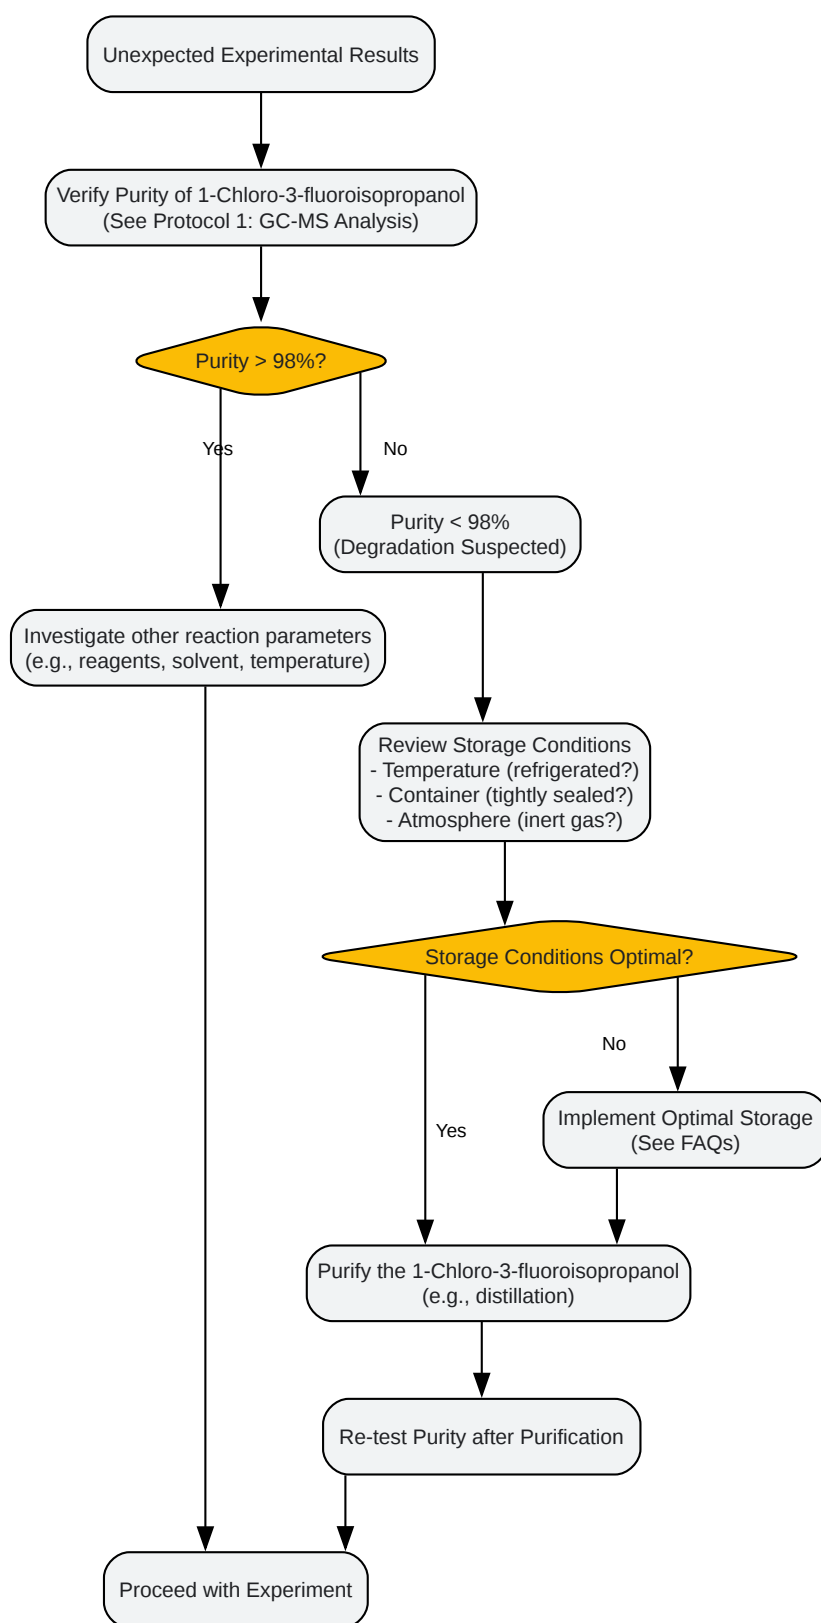 Unexpected Experimental Results
Verify Purity of 1-Chloro-3-fluoroisopropanol
(See Protocol 1: GC-MS Analysis)
Purity > 98%?
Yes
No
Purity < 98%
(Degradation Suspected)
Investigate other reaction parameters
(e.g., reagents, solvent, temperature)
Review Storage Conditions
- Temperature (refrigerated?)
- Container (tightly sealed?)
- Atmosphere (inert gas?)
Storage Conditions Optimal?
No
Yes
Implement Optimal Storage
(See FAQs)
Purify the 1-Chloro-3-fluoroisopropanol
(e.g., distillation)
Re-test Purity after Purification
Proceed with Experiment